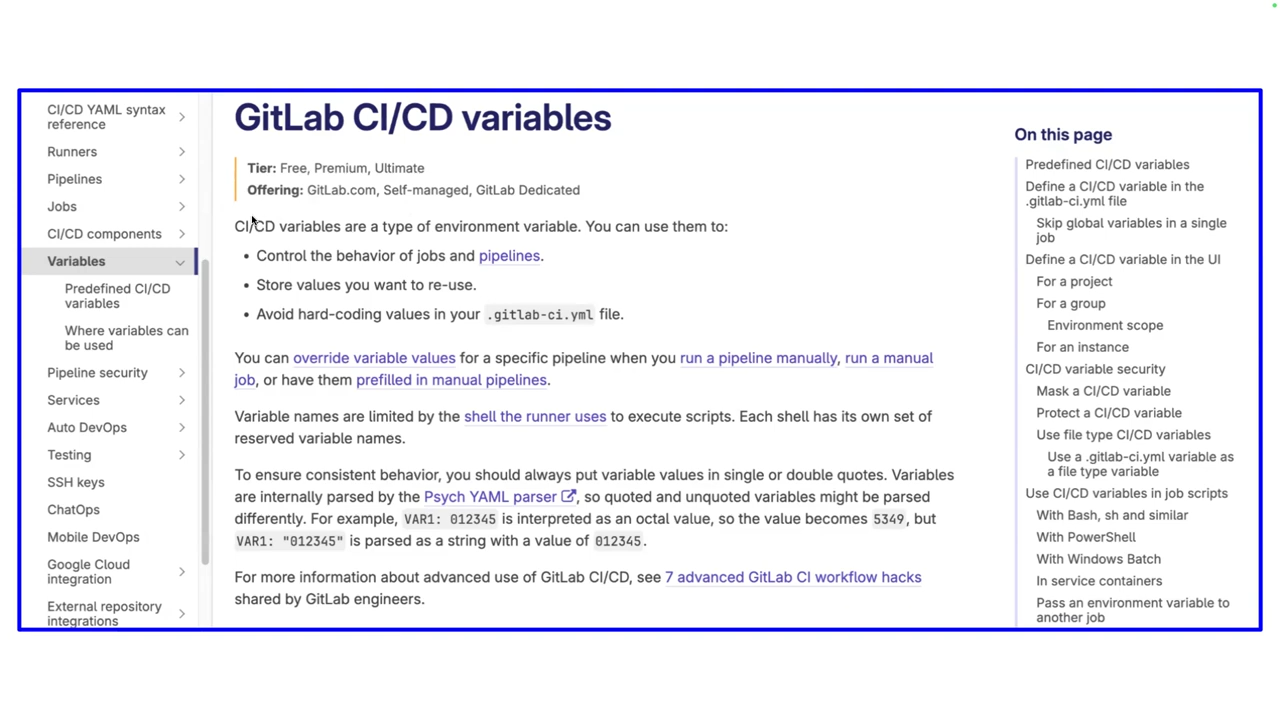 CI/CD YAML syntax
reference
Runners
Pipelines
Jobs
CI/CD components
Variables
Predefined CI/CD
variables
Where variables can
be used
Pipeline security
Services
Auto DevOps
Testing
SSH keys
ChatOps
Mobile DevOps
Google Cloud
integration
External repository
integrations
GitLab CI/CD variables
Tier: Free, Premium, Ultimate
Offering: GitLab.com, Self-managed, GitLab Dedicated
CI/CD variables are a type of environment variable. You can use them to:
• Control the behavior of jobs and pipelines.
• Store values you want to re-use.
• Avoid hard-coding values in your .gitlab-ci.yml file.
You can override variable values for a specific pipeline when you run a pipeline manually, run a manual
job, or have them prefilled in manual pipelines.
Variable names are limited by the shell the runner uses to execute scripts. Each shell has its own set of
reserved variable names.
To ensure consistent behavior, you should always put variable values in single or double quotes. Variables
are internally parsed by the Psych YAML parser, so quoted and unquoted variables might be parsed
differently. For example, VAR1: 012345 is interpreted as an octal value, so the value becomes 5349, but
VAR1: "012345" is parsed as a string with a value of 012345.
For more information about advanced use of GitLab CI/CD, see 7 advanced GitLab CI workflow hacks
shared by GitLab engineers.
On this page
Predefined CI/CD variables
Define a CI/CD variable in the
.gitlab-ci.yml file
Skip global variables in a single
job
Define a CI/CD variable in the UI
For a project
For a group
Environment scope
For an instance
CI/CD variable security
Mask a CI/CD variable
Protect a CI/CD variable
Use file type CI/CD variables
Use a .gitlab-ci.yml variable as
a file type variable
Use CI/CD variables in job scripts
With Bash, sh and similar
With PowerShell
With Windows Batch
In service containers
Pass an environment variable to
another job